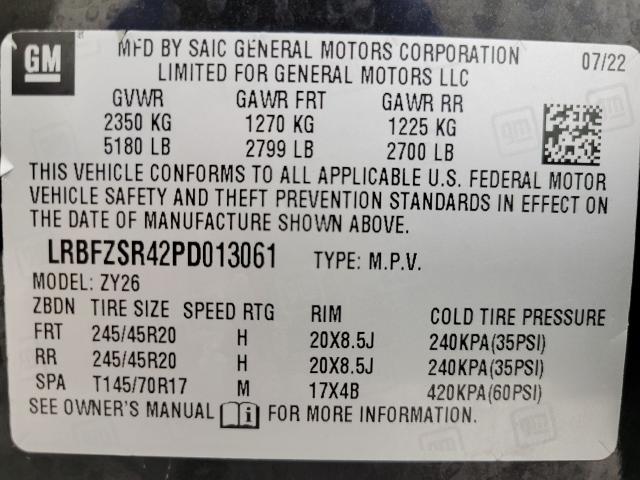 GM
MFD BY SAIC GENERAL MOTORS CORPORATION 07/22
LIMITED FOR GENERAL MOTORS LLC
GVWR GAWR FRT GAWR RR
2350 KG 1270 KG 1225 KG
5180 LB 2799 LB 2700 LB
THIS VEHICLE CONFORMS TO ALL APPLICABLE U.S. FEDERAL MOTOR
VEHICLE SAFETY AND THEFT PREVENTION STANDARDS IN EFFECT ON
THE DATE OF MANUFACTURE SHOWN ABOVE.
LRBFZSR42PD013061 TYPE: M.P.V.
MODEL: ZY26
ZBDN TIRE SIZE SPEED RTG RIM COLD TIRE PRESSURE
FRT 245/45R20 H 20X8.5J 240KPA(35PSI)
RR 245/45R20 H 20X8.5J 240KPA(35PSI)
SPA T145/70R17 M 17X4B 420KPA(60PSI)
SEE OWNER'S MANUAL FOR MORE INFORMATION.